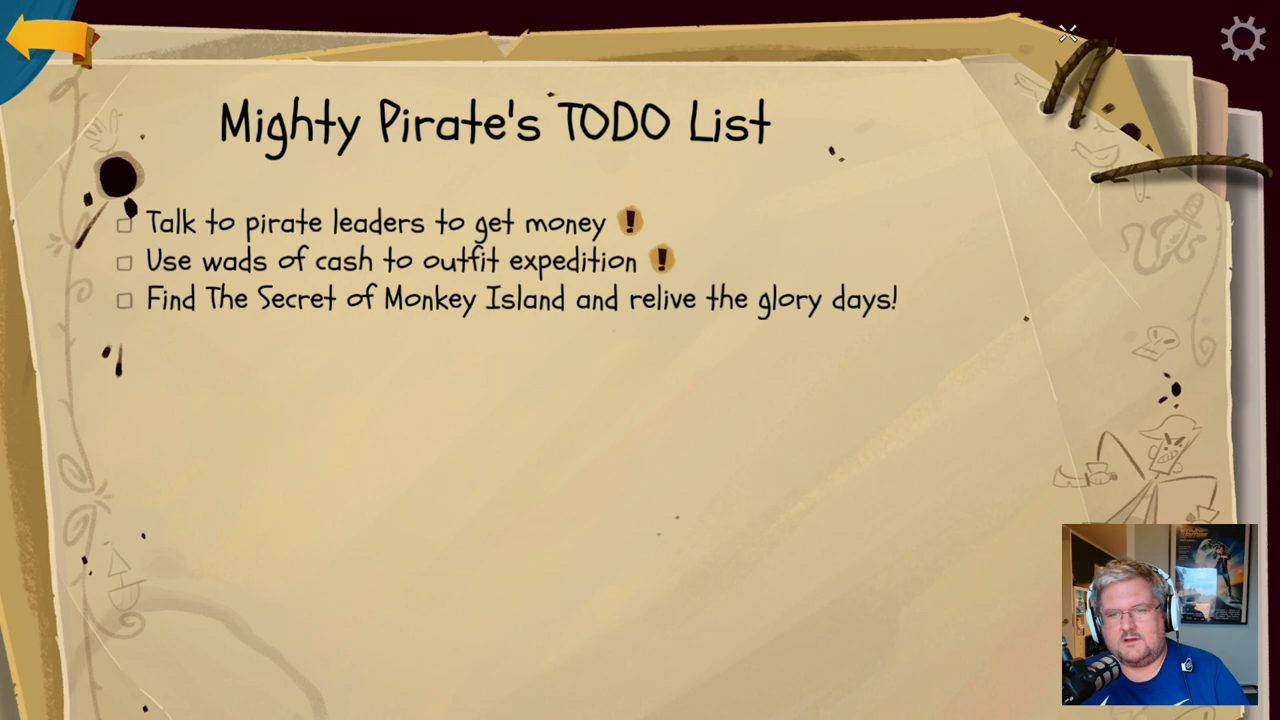 Mighty Pirate's TODO List
Talk to pirate leaders to get money !
Use wads of cash to outfit expedition !
Find The Secret of Monkey Island and relive the glory days!